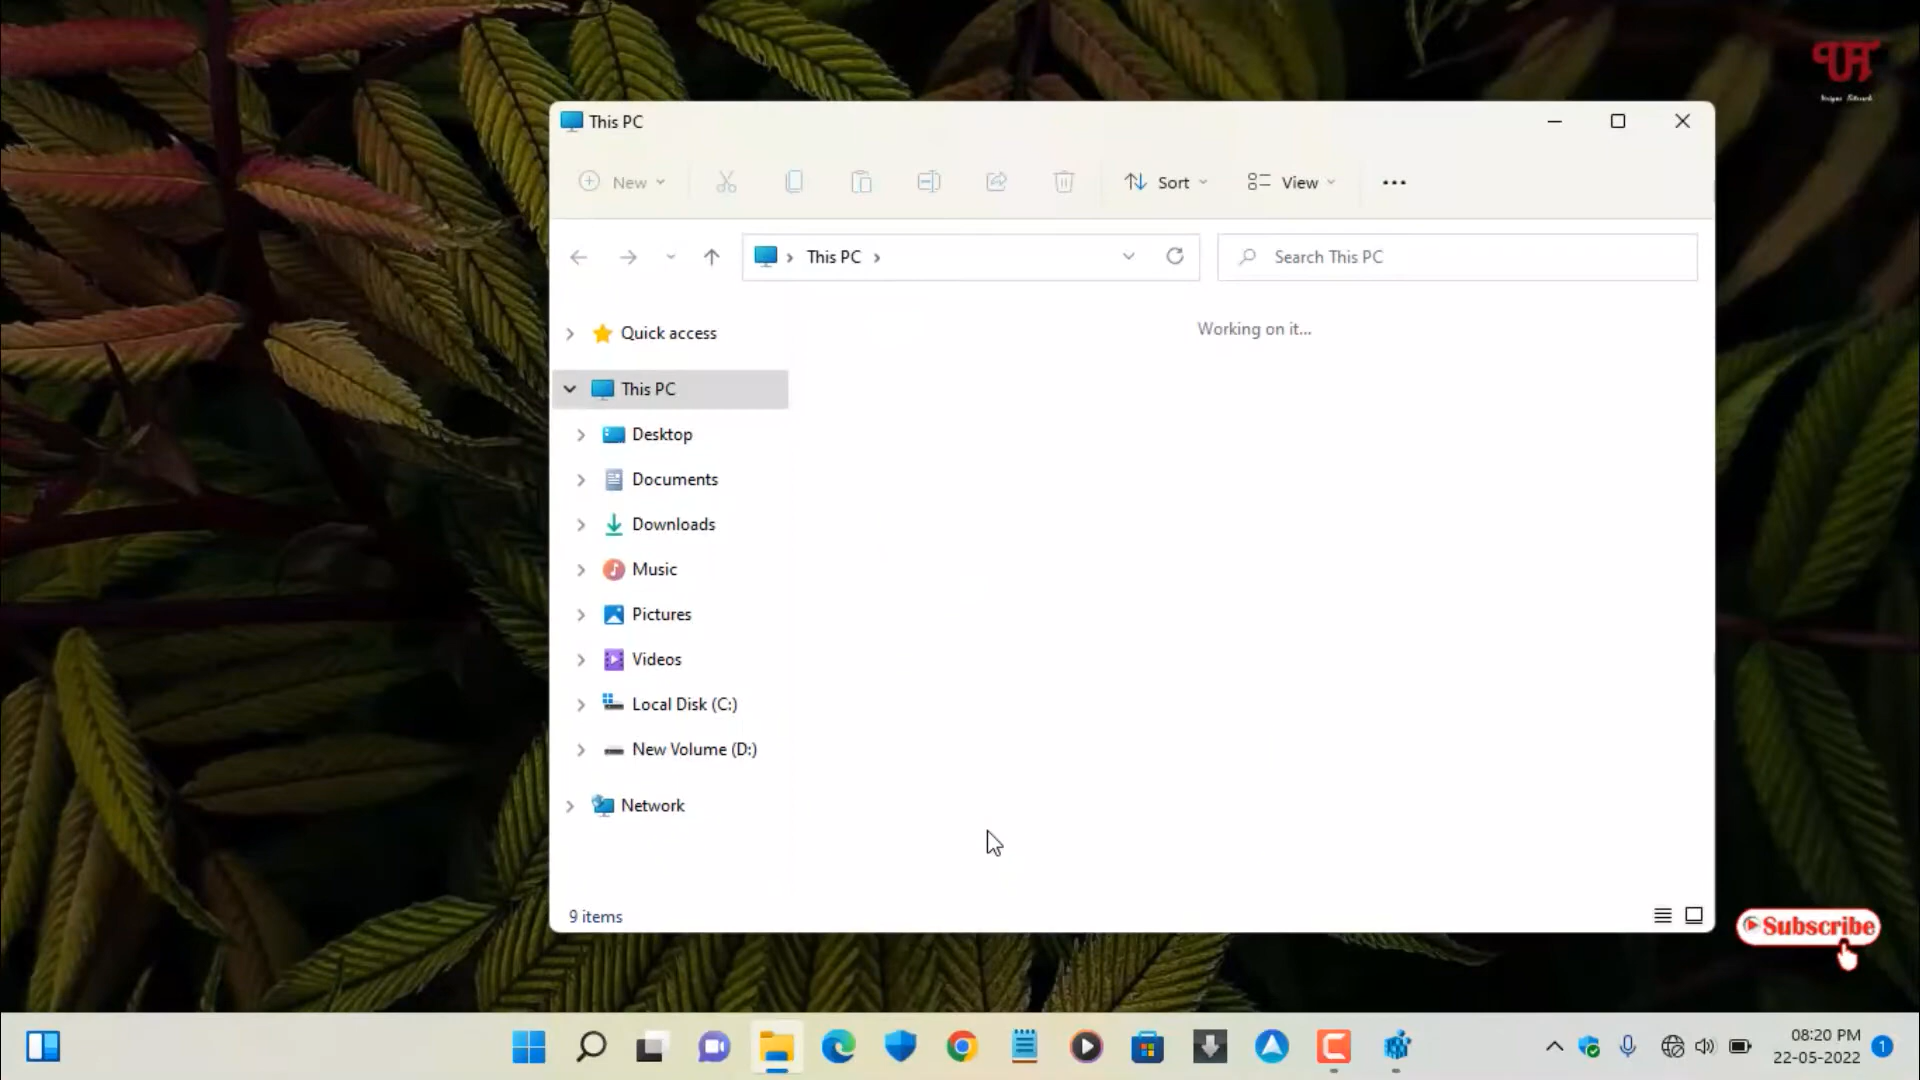 This PC
New
Sort
View
This PC
Search This PC
Quick access
Working on it...
This PC
Desktop
Documents
Downloads
Music
Pictures
Videos
Local Disk (C:)
New Volume (D:)
Network
9 items
Subscribe
08:20 PM
22-05-2022
1